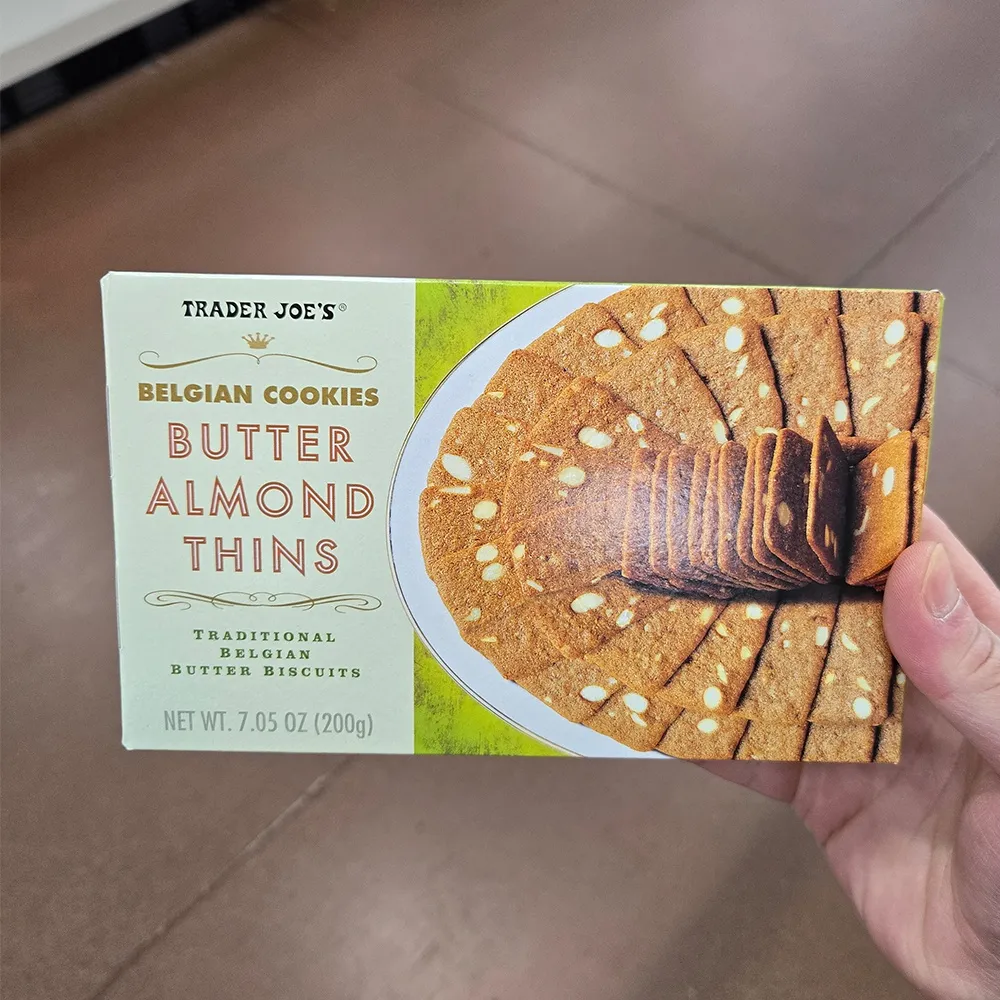 TRADER JOE'S®
BELGIAN COOKIES
BUTTER
ALMOND
THINS
TRADITIONAL
BELGIAN
BUTTER BISCUITS
NET WT. 7.05 OZ (200g)